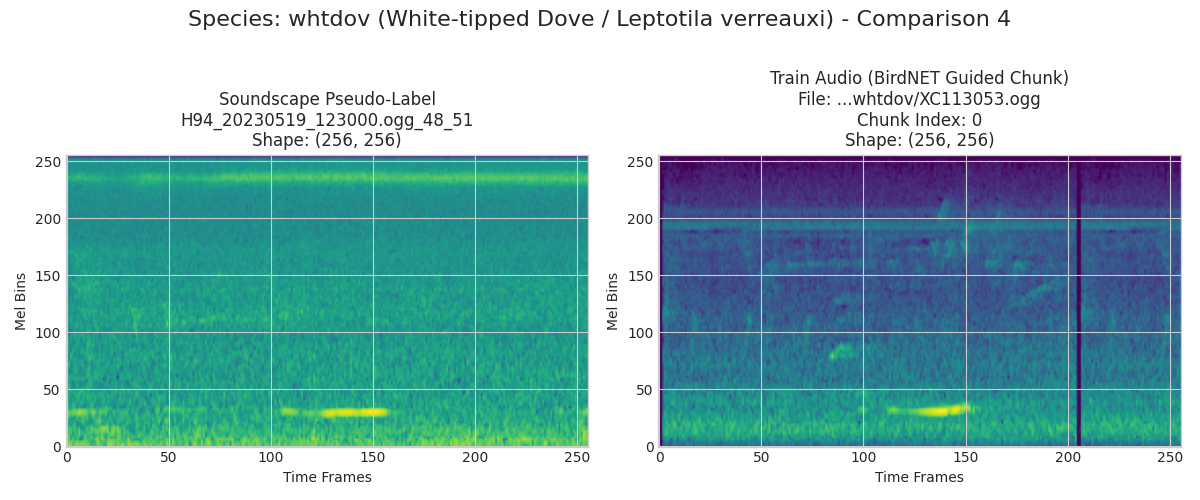 Species: whtdov (White-tipped Dove / Leptotila verreauxi) - Comparison 4
Soundscape Pseudo-Label
H94_20230519_123000.ogg_48_51
Shape: (256, 256)
Mel Bins
250
200
150
100
50
0
0 50 100 150 200 250
Time Frames
Train Audio (BirdNET Guided Chunk)
File: ...whtdov/XC113053.ogg
Chunk Index: 0
Shape: (256, 256)
Mel Bins
250
200
150
100
50
0
0 50 100 150 200 250
Time Frames